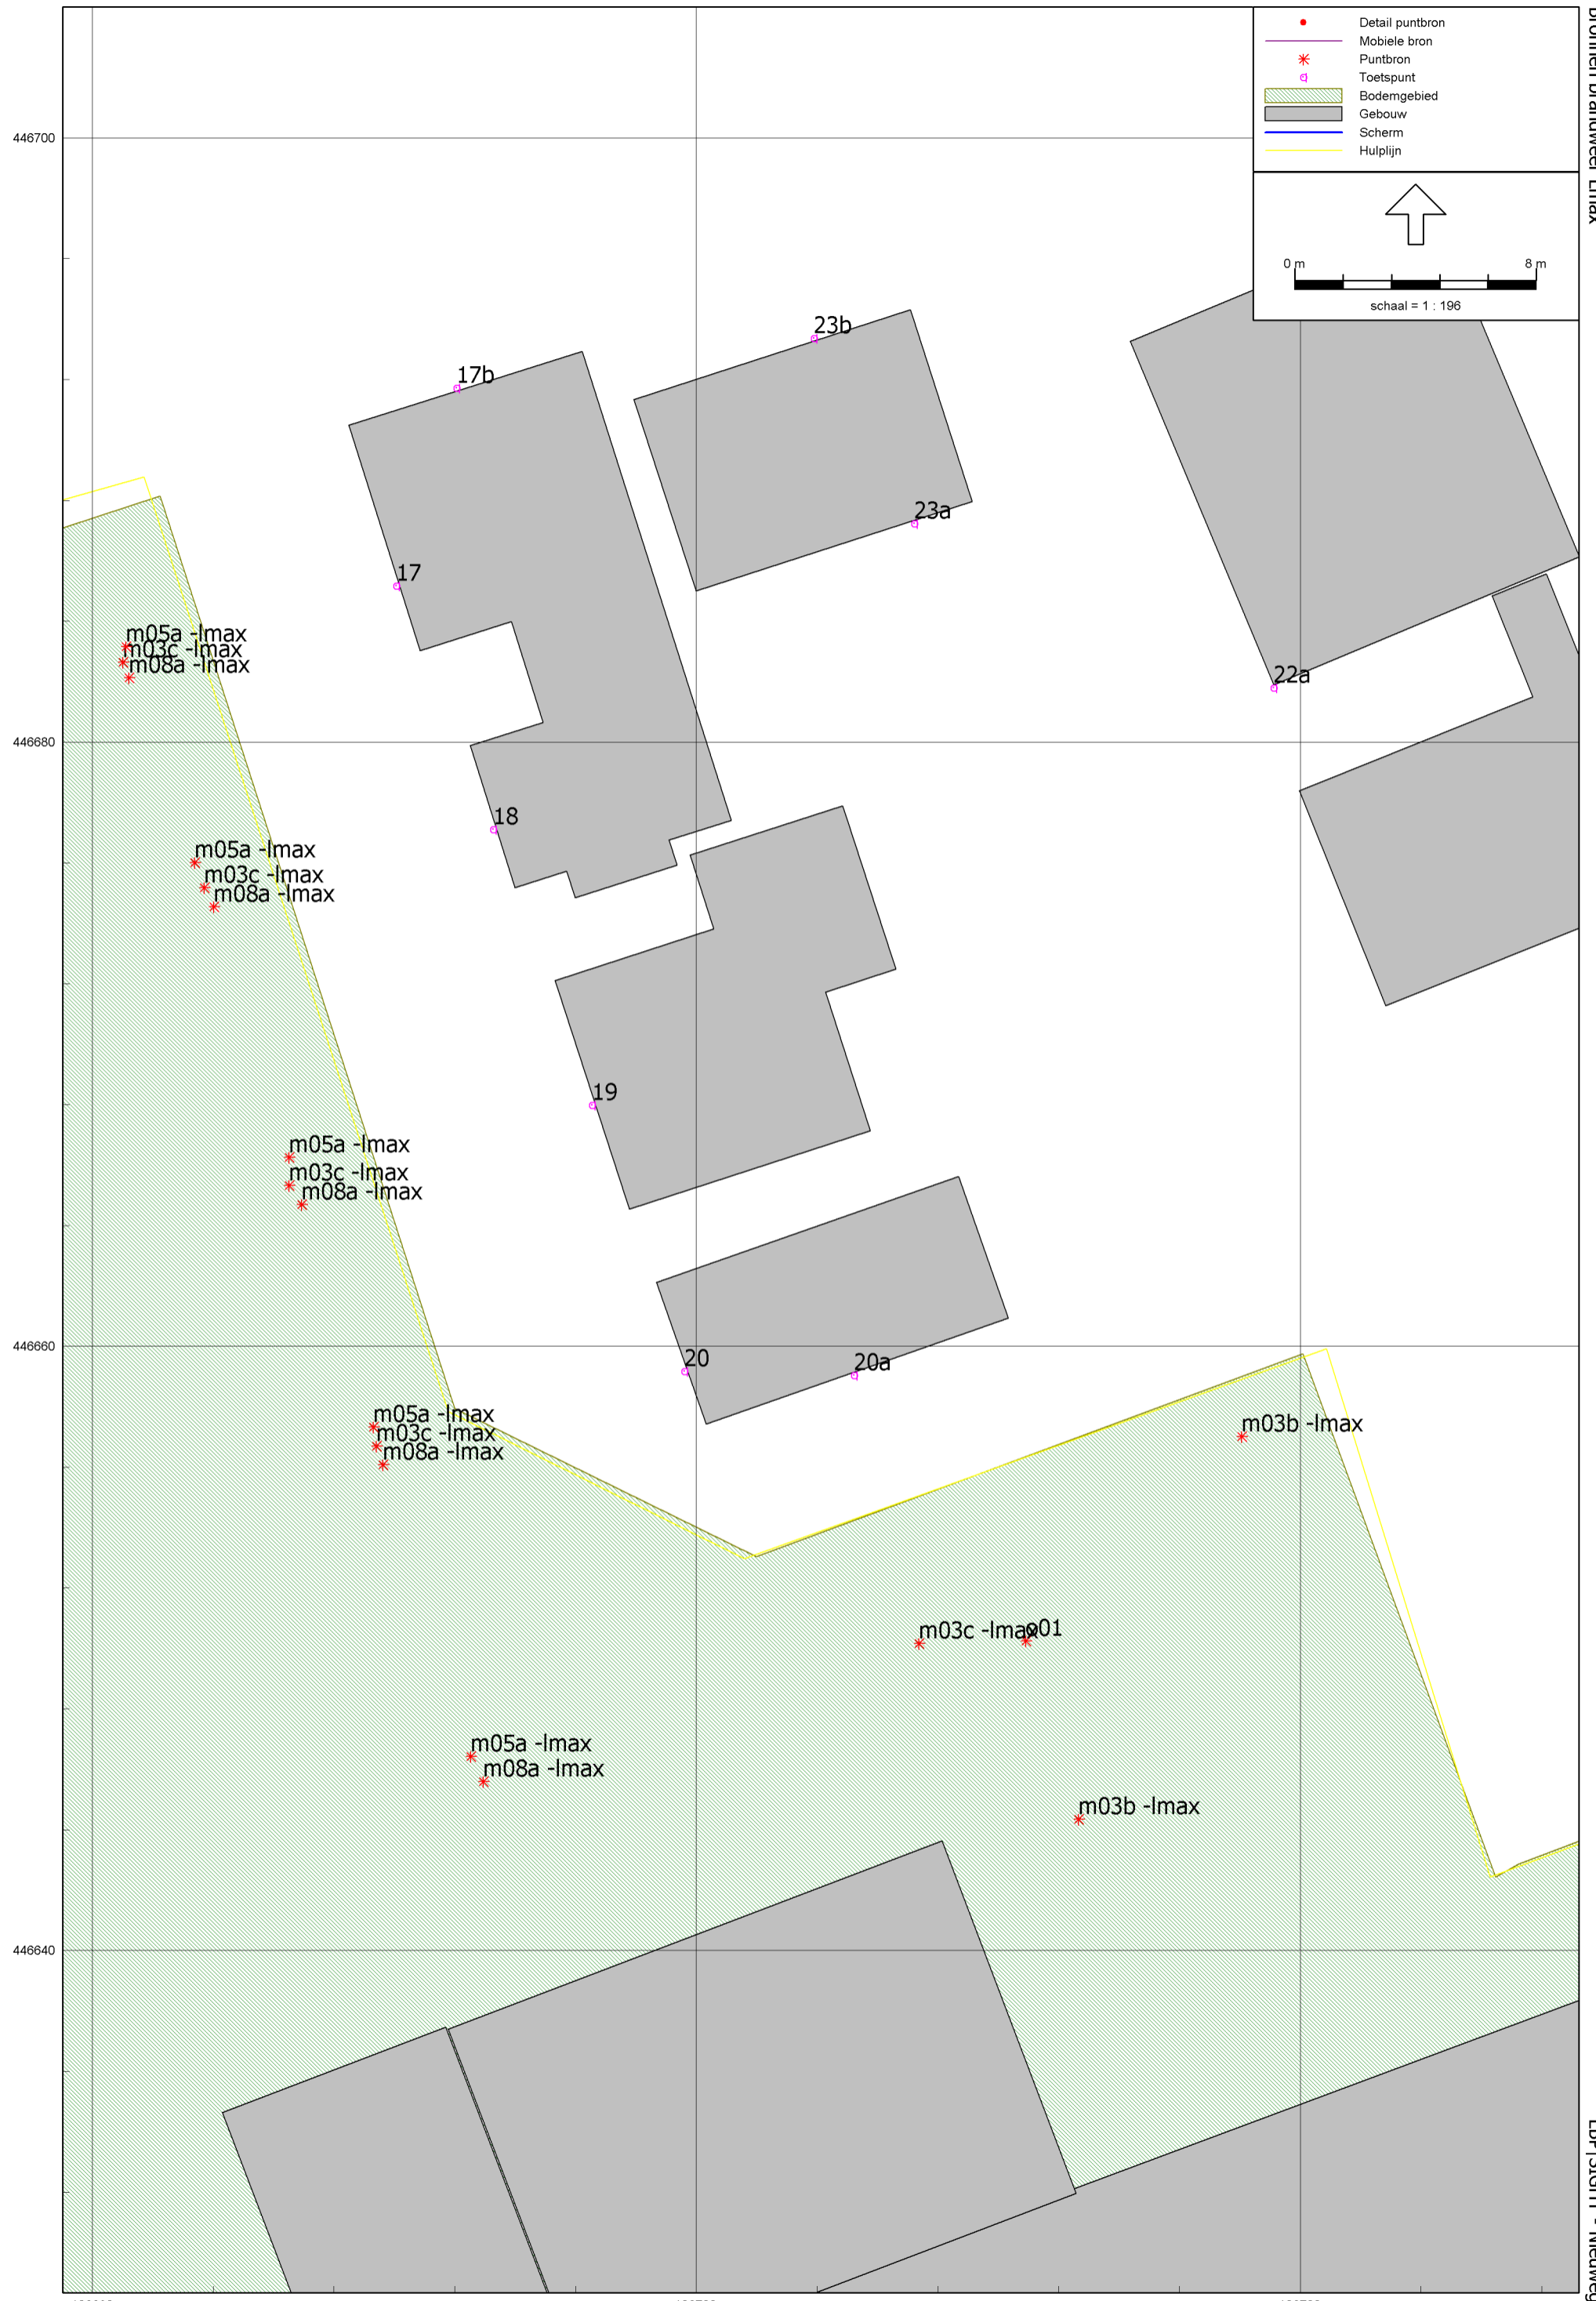 Detail puntbron
Mobiele bron
Puntbron
Toetspunt
Bodemgebied
Gebouw
Scherm
Hulplijn
0 m
8 m
schaal = 1 : 196
446700
23b
17b
23a
17
m05a -lmax
m03c -lmax
m08a -lmax
22a
446680
18
m05a -lmax
m03c -lmax
m08a -lmax
19
m05a -lmax
m03c -lmax
m08a -lmax
446660
20
20a
m05a -lmax
m03c -lmax
m08a -lmax
m03b -lmax
m03c -lmax
o01
m05a -lmax
m08a -lmax
m03b -lmax
446640